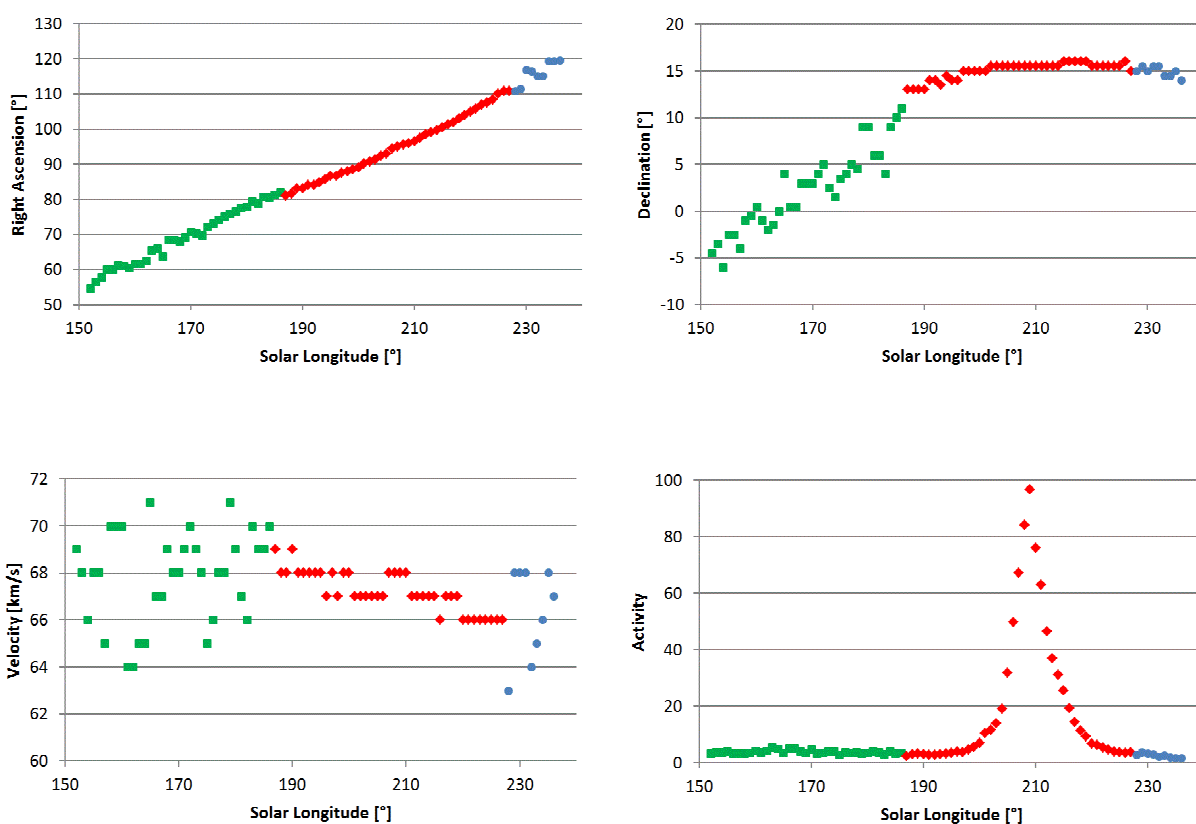 130
120
110
100
90
80
70
60
50
150 170 190 210 230
Right Ascension [°]
Solar Longitude [°]
20
15
10
5
0
-5
-10
150 170 190 210 230
Declination [°]
Solar Longitude [°]
72
70
68
66
64
62
60
150 170 190 210 230
Velocity [km/s]
Solar Longitude [°]
100
80
60
40
20
0
150 170 190 210 230
Activity
Solar Longitude [°]